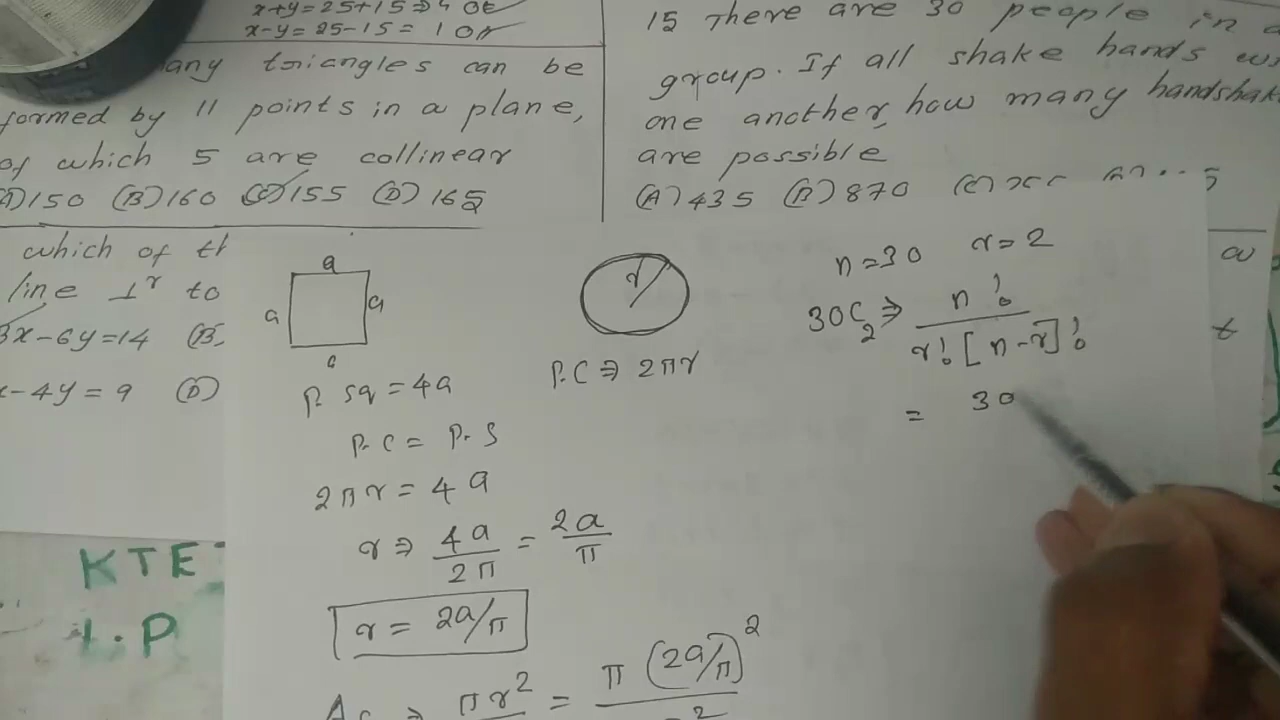 x+y=25+15⇒40
x-y=25-15=10
any triangles can be
formed by 11 points in a plane,
of which 5 are collinear
(A)150 (B)160 (C)155 (D)165
15 There are 30 people in a
group. If all shake hands
one another, how many
are possible
(A) 435 (B) 870 (C)
which of
line ⊥r to
3x-6y=14 (B)
-4y=9 (D)
a
a
a
P. Sq = 4a
P.C = P.S
2πr = 4a
r ⇒ 4a/2π = 2a/π
r = 2a/π
πr² = π(2a/π)²
r
P.C ⇒ 2πr
n=30 r=2
30C₂ ⇒ n!/r![n-r]!
= 30
KTE
I.P